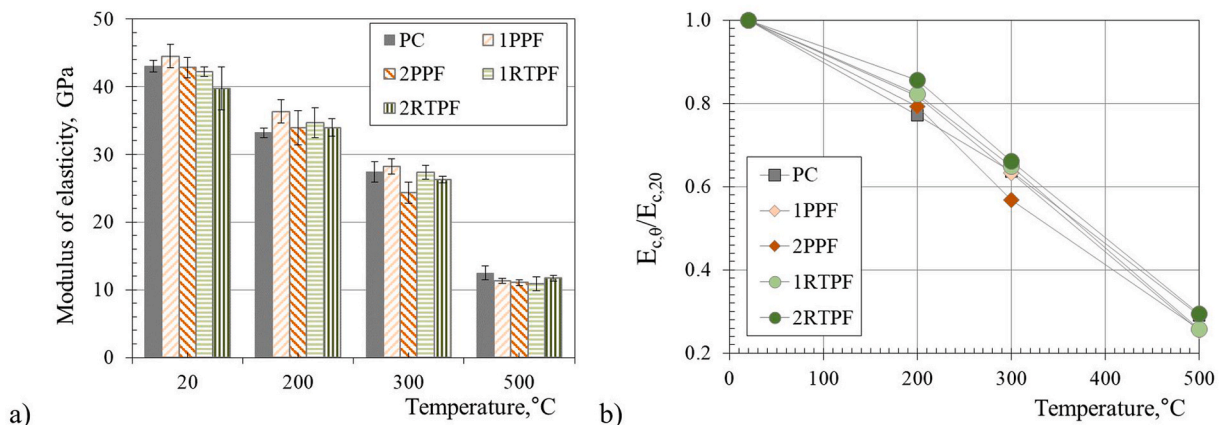 50
40
30
20
10
0
Modulus of elasticity, GPa
PC
1PPF
2PPF
1RTPF
2RTPF
20
200
300
500
Temperature,°C
a)
1.0
0.8
0.6
0.4
0.2
E_c,θ/E_c,20
PC
1PPF
2PPF
1RTPF
2RTPF
0
100
200
300
400
500
Temperature,°C
b)